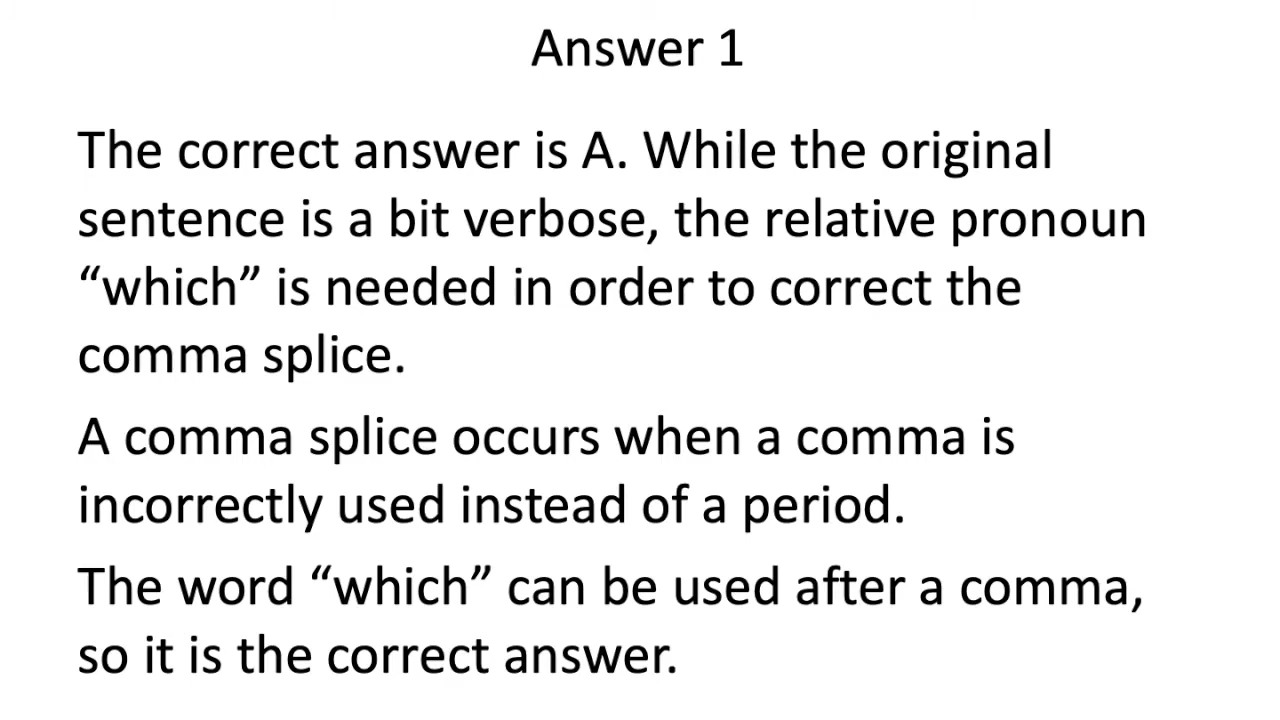 Answer 1
The correct answer is A. While the original
sentence is a bit verbose, the relative pronoun
“which” is needed in order to correct the
comma splice.
A comma splice occurs when a comma is
incorrectly used instead of a period.
The word “which” can be used after a comma,
so it is the correct answer.